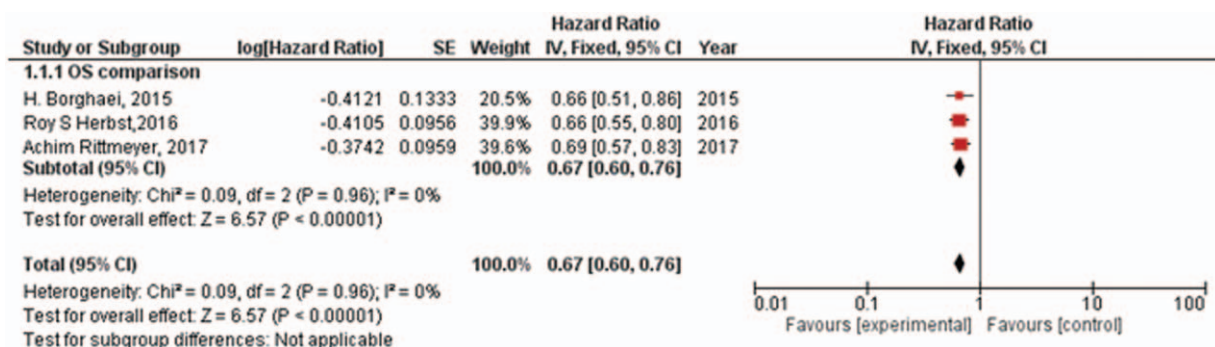 Hazard Ratio Hazard Ratio
Study or Subgroup log[Hazard Ratio] SE Weight IV, Fixed, 95% CI Year IV, Fixed, 95% CI
1.1.1 OS comparison
H. Borghaei, 2015 -0.4121 0.1333 20.5% 0.66 [0.51, 0.86] 2015
Roy S Herbst,2016 -0.4105 0.0956 39.9% 0.66 [0.55, 0.80] 2016
Achim Rittmeyer, 2017 -0.3742 0.0959 39.6% 0.69 [0.57, 0.83] 2017
Subtotal (95% CI) 100.0% 0.67 [0.60, 0.76]
Heterogeneity: Chi² = 0.09, df = 2 (P = 0.96); I² = 0%
Test for overall effect: Z = 6.57 (P < 0.00001)
Total (95% CI) 100.0% 0.67 [0.60, 0.76]
Heterogeneity: Chi² = 0.09, df = 2 (P = 0.96); I² = 0%
Test for overall effect: Z = 6.57 (P < 0.00001)
Test for subgroup differences: Not applicable
0.01 0.1 1 10 100
Favours [experimental] Favours [control]